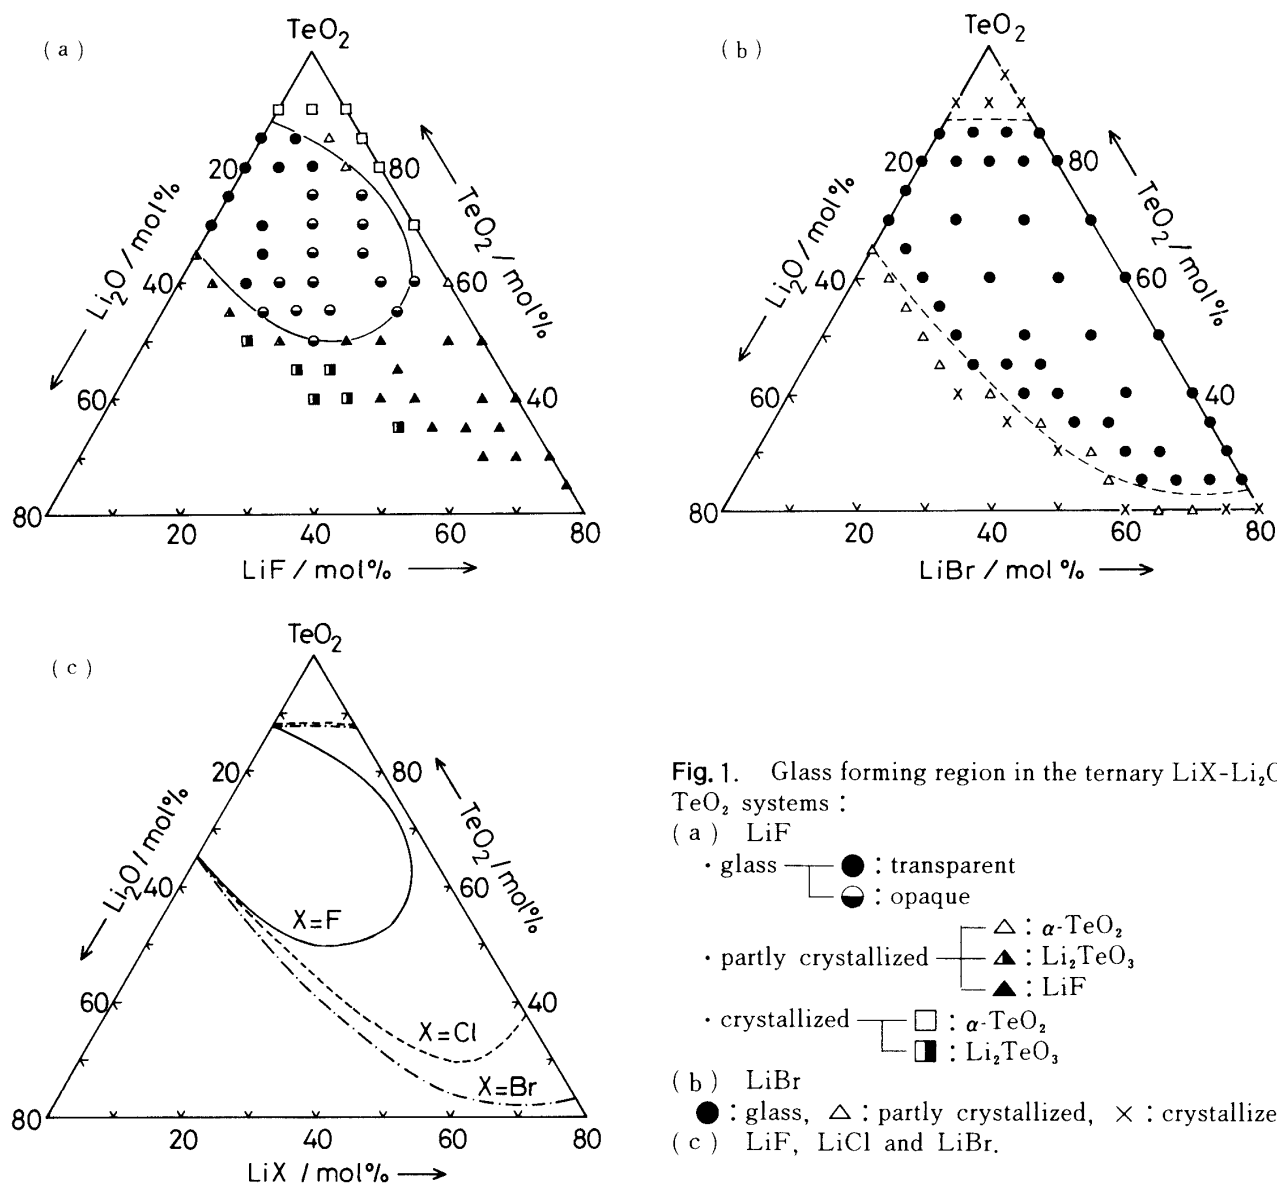 (a)
TeO₂
20
80
Li₂O / mol%
TeO₂ / mol%
40
60
60
40
80
20
40
60
80
LiF / mol%
(b)
TeO₂
20
80
Li₂O / mol%
TeO₂ / mol%
40
60
60
40
80
20
40
60
80
LiBr / mol %
(c)
TeO₂
20
80
Li₂O / mol%
TeO₂ / mol%
40
60
X=F
60
40
X=Cl
X=Br
80
20
40
60
80
LiX / mol%
Fig. 1. Glass forming region in the ternary LiX-Li₂O
TeO₂ systems :
(a) LiF
· glass ● : transparent
◒ : opaque
△ : α-TeO₂
· partly crystallized ◮ : Li₂TeO₃
▲ : LiF
· crystallized □ : α-TeO₂
◨ : Li₂TeO₃
(b) LiBr
● : glass, △ : partly crystallized, × : crystallize
(c) LiF, LiCl and LiBr.